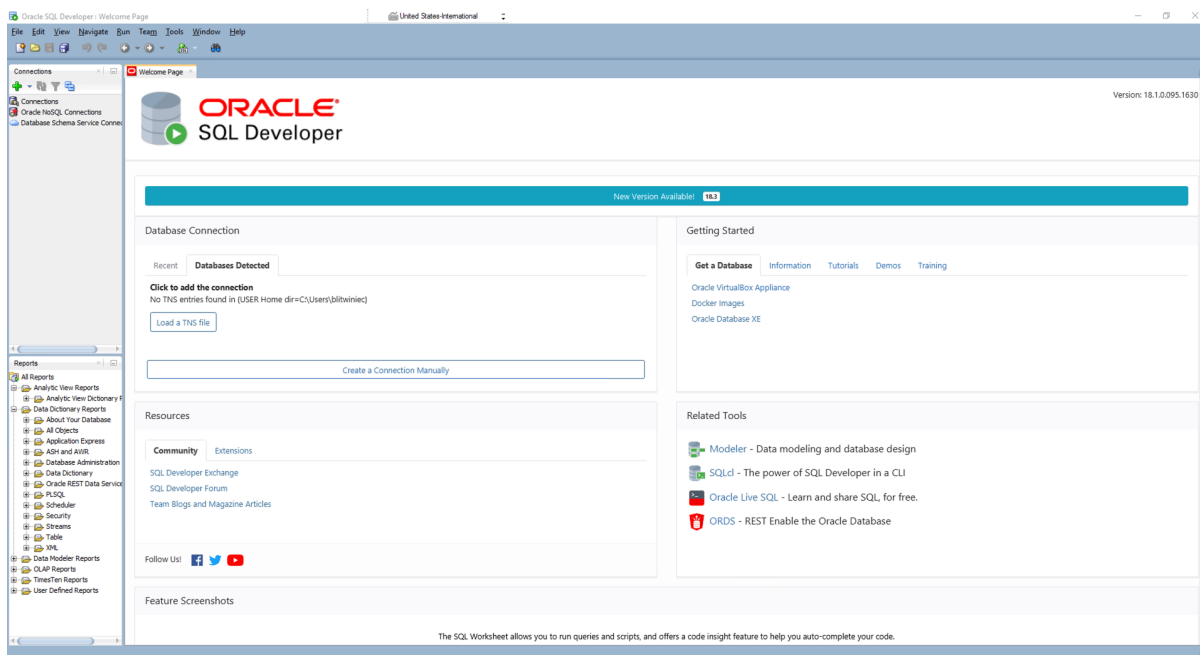 Oracle SQL Developer : Welcome Page
United States-International
File Edit View Navigate Run Team Tools Window Help
Connections
Connections
Oracle NoSQL Connections
Database Schema Service Connec
Welcome Page
ORACLE
SQL Developer
Version: 18.1.0.095.1630
New Version Available! 18.3
Database Connection
Recent Databases Detected
Click to add the connection
No TNS entries found in (USER Home dir=C:\Users\blitwiniec)
Load a TNS file
Create a Connection Manually
Getting Started
Get a Database Information Tutorials Demos Training
Oracle VirtualBox Appliance
Docker Images
Oracle Database XE
Reports
All Reports
Analytic View Reports
Analytic View Dictionary F
Data Dictionary Reports
About Your Database
All Objects
Application Express
ASH and AWR
Database Administration
Data Dictionary
Oracle REST Data Service
PLSQL
Scheduler
Security
Streams
Table
XML
Data Modeler Reports
OLAP Reports
TimesTen Reports
User Defined Reports
Resources
Community Extensions
SQL Developer Exchange
SQL Developer Forum
Team Blogs and Magazine Articles
Follow Us!
Related Tools
Modeler - Data modeling and database design
SQLcl - The power of SQL Developer in a CLI
Oracle Live SQL - Learn and share SQL, for free.
ORDS - REST Enable the Oracle Database
Feature Screenshots
The SQL Worksheet allows you to run queries and scripts, and offers a code insight feature to help you auto-complete your code.